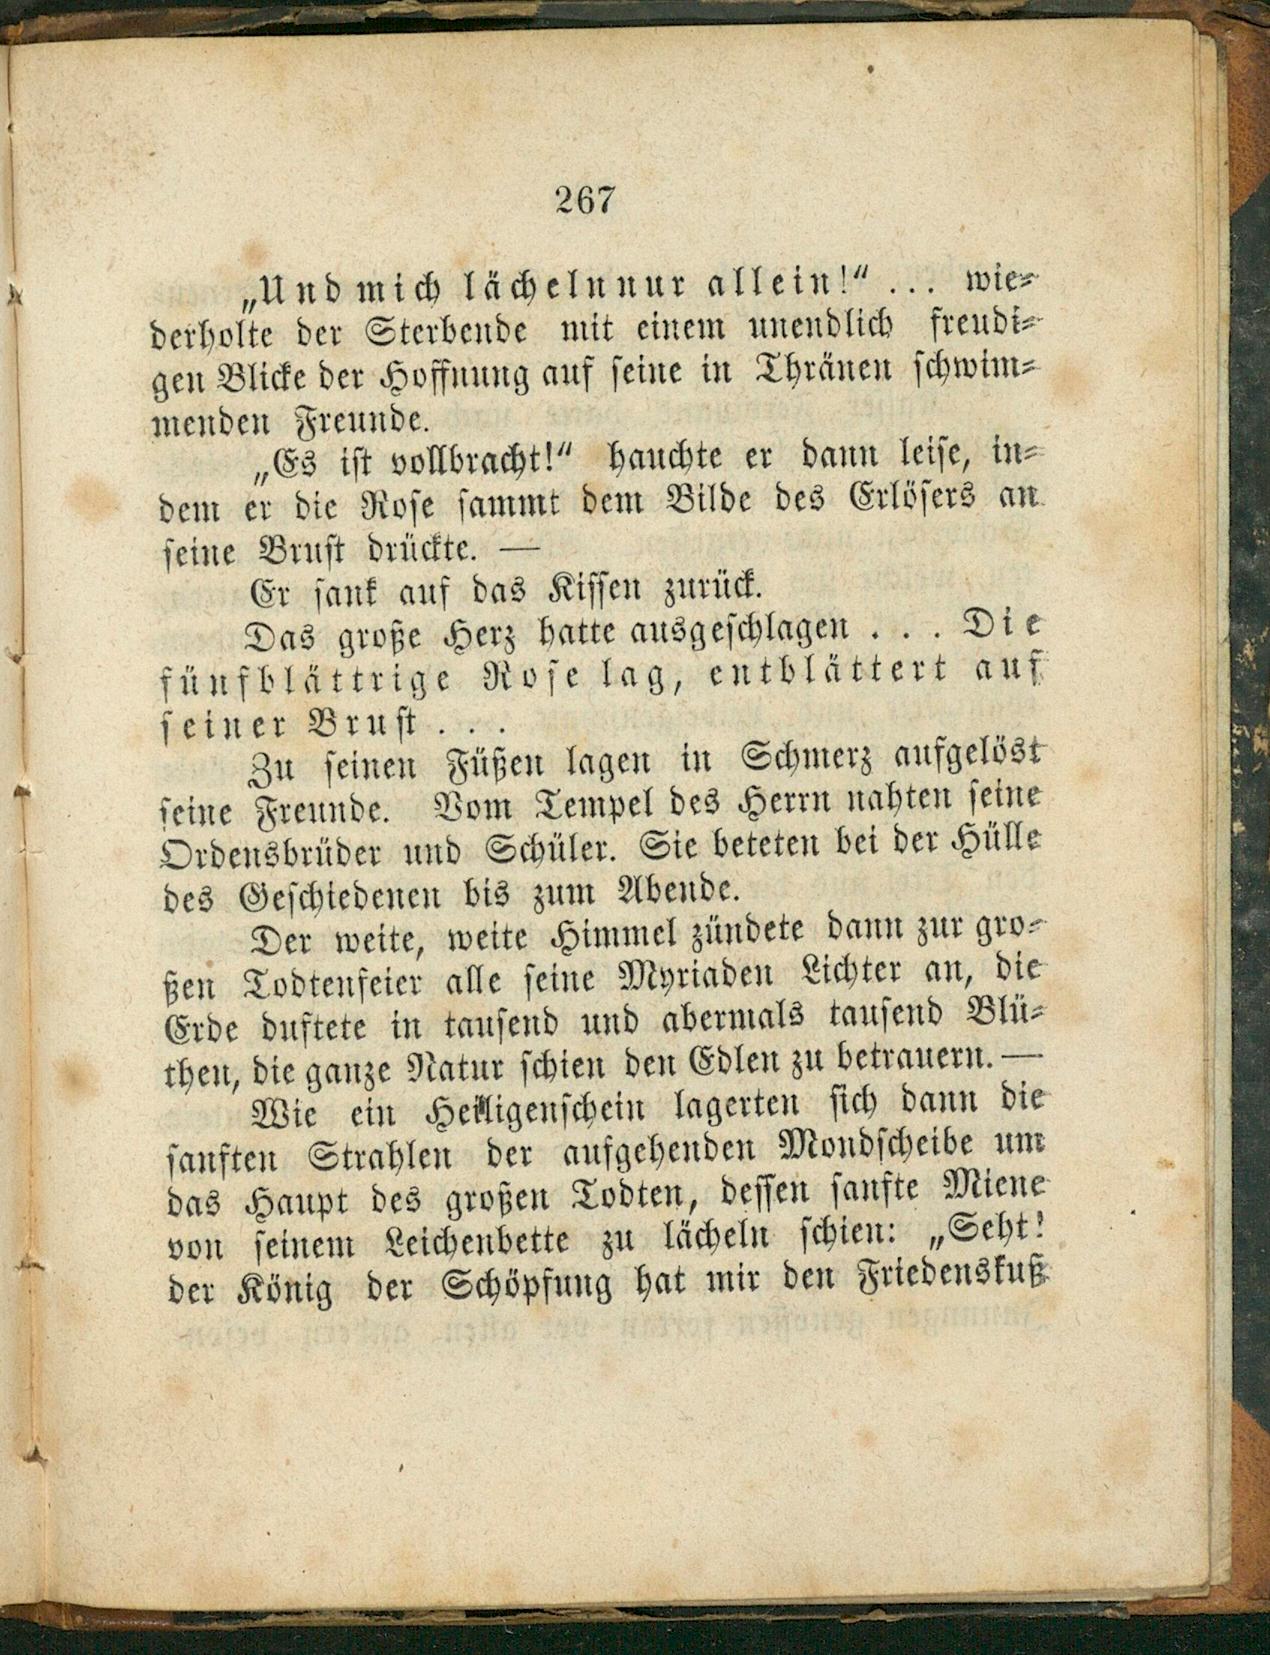 267
„Und mich lächeln nur allein!“ ... wie-
derholte der Sterbende mit einem unendlich freudi-
gen Blicke der Hoffnung auf seine in Thränen schwim-
menden Freunde.
„Es ist vollbracht!“ hauchte er dann leise, in-
dem er die Rose sammt dem Bilde des Erlösers an
seine Brust drückte. —
Er sank auf das Kissen zurück.
Das große Herz hatte ausgeschlagen . . . Die
fünfblättrige Rose lag, entblättert auf
seiner Brust . . .
Zu seinen Füßen lagen in Schmerz aufgelöst
seine Freunde. Vom Tempel des Herrn nahten seine
Ordensbrüder und Schüler. Sie beteten bei der Hülle
des Geschiedenen bis zum Abende.
Der weite, weite Himmel zündete dann zur gro-
ßen Todtenfeier alle seine Myriaden Lichter an, die
Erde duftete in tausend und abermals tausend Blü-
then, die ganze Natur schien den Edlen zu betrauern. —
Wie ein Heiligenschein lagerten sich dann die
sanften Strahlen der aufgehenden Mondscheibe um
das Haupt des großen Todten, dessen sanfte Miene
von seinem Leichenbette zu lächeln schien: „Seht!
der König der Schöpfung hat mir den Friedenskuß